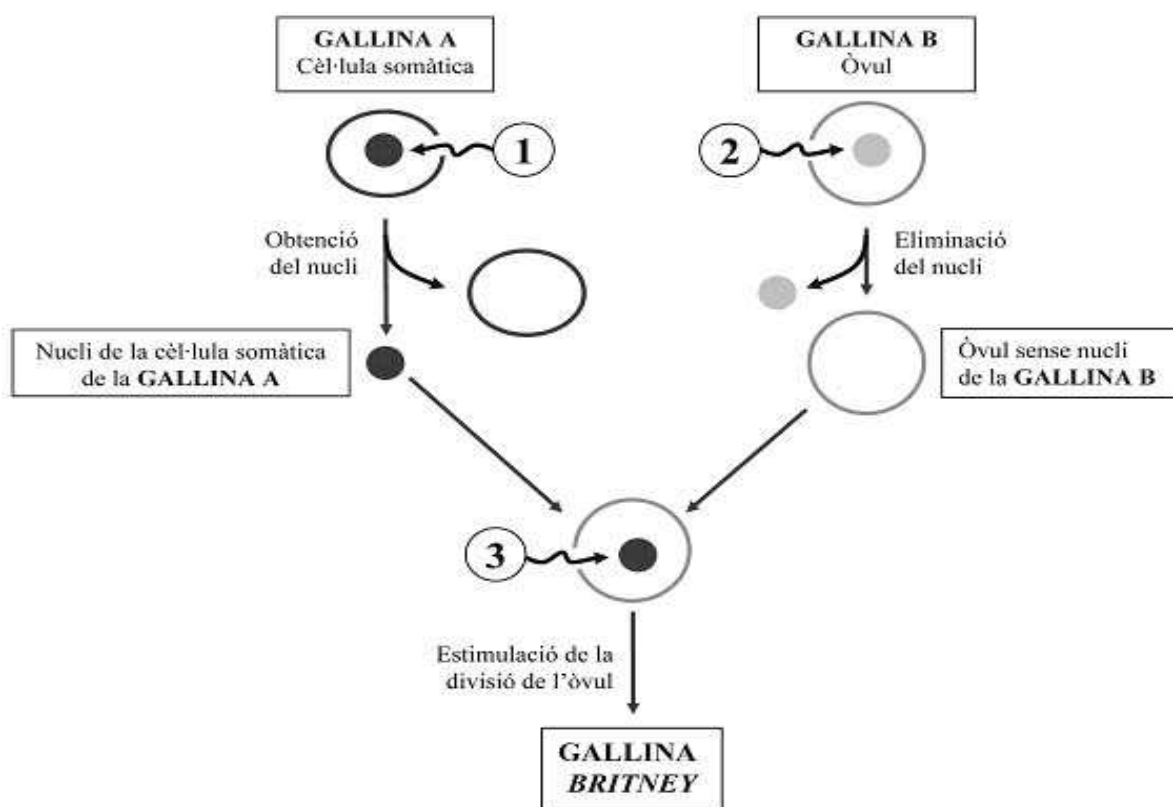 GALLINA A
Cèl·lula somàtica
GALLINA B
Òvul
1
2
Obtenció
del nucli
Eliminació
del nucli
Nucli de la cèl·lula somàtica
de la GALLINA A
Òvul sense nucli
de la GALLINA B
3
Estimulació de la
divisió de l'òvul
GALLINA
BRITNEY